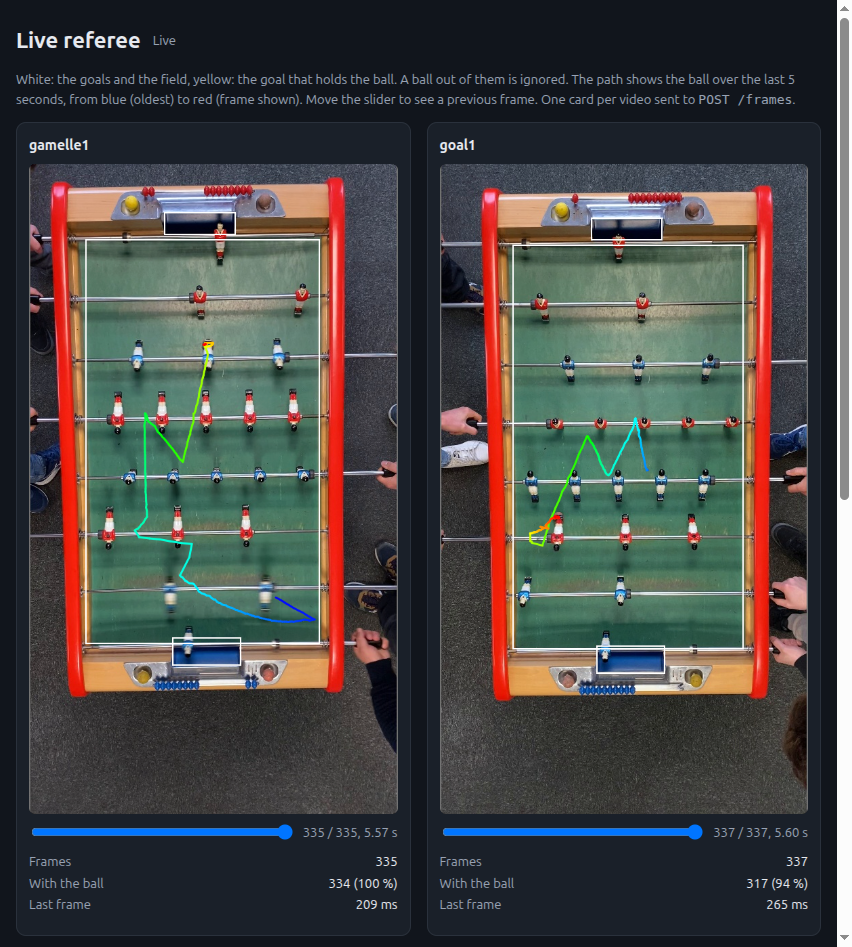 Live referee Live
White: the goals and the field, yellow: the goal that holds the ball. A ball out of them is ignored. The path shows the ball over the last 5
seconds, from blue (oldest) to red (frame shown). Move the slider to see a previous frame. One card per video sent to POST /frames.
gamelle1
335 / 335, 5.57 s
Frames 335
With the ball 334 (100 %)
Last frame 209 ms
goal1
337 / 337, 5.60 s
Frames 337
With the ball 317 (94 %)
Last frame 265 ms